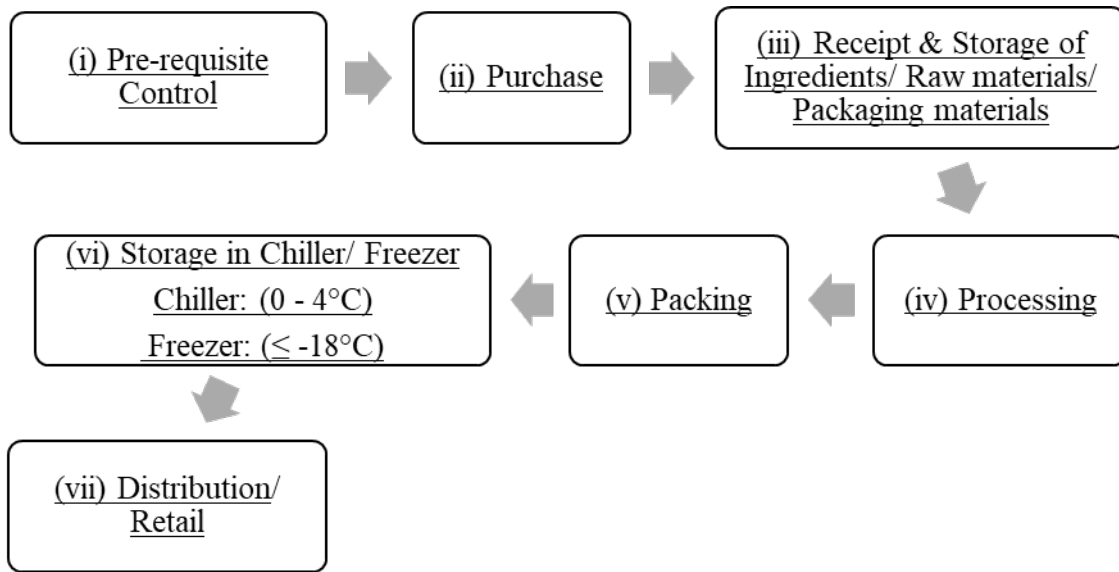 (i) Pre-requisite
Control
(ii) Purchase
(iii) Receipt & Storage of
Ingredients/ Raw materials/
Packaging materials
(iv) Processing
(v) Packing
(vi) Storage in Chiller/ Freezer
Chiller: (0 - 4°C)
Freezer: (≤ -18°C)
(vii) Distribution/
Retail